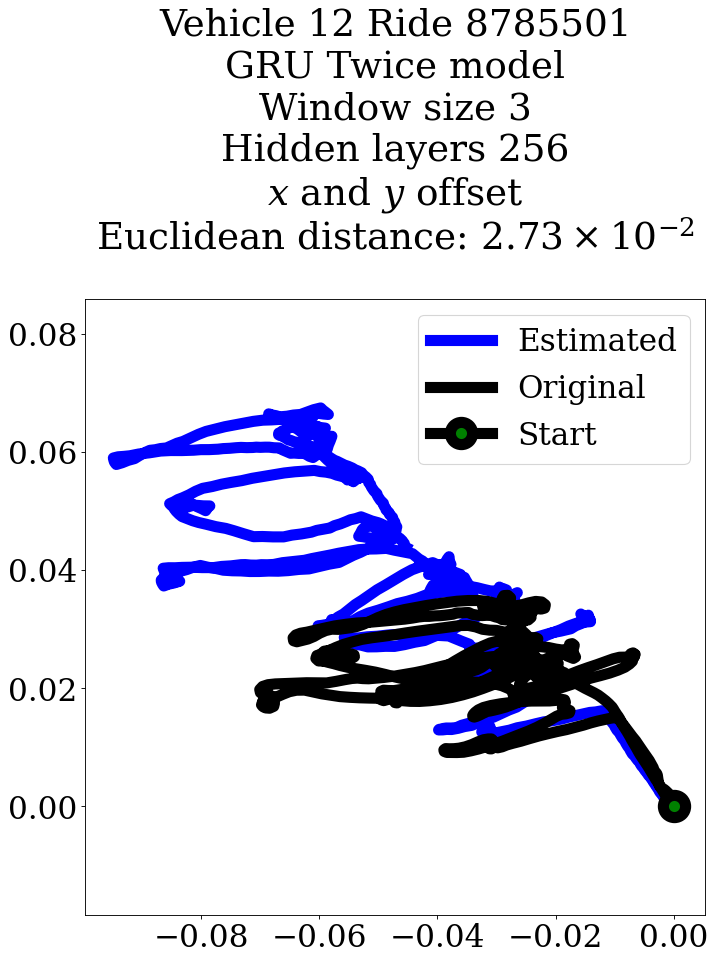 Vehicle 12 Ride 8785501
GRU Twice model
Window size 3
Hidden layers 256
x and y offset
Euclidean distance: 2.73 × 10⁻²
Estimated
Original
Start
0.08
0.06
0.04
0.02
0.00
−0.08 −0.06 −0.04 −0.02 0.00